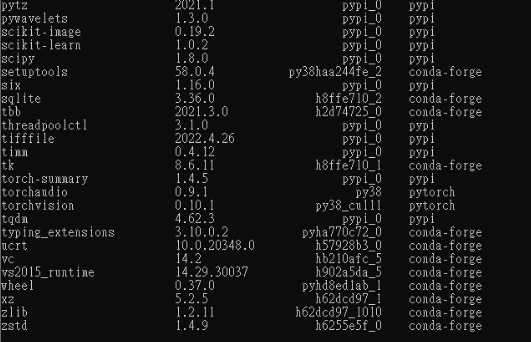 pytz 2021.1 pypi_0 pypi
pywavelets 1.3.0 pypi_0 pypi
scikit-image 0.19.2 pypi_0 pypi
scikit-learn 1.0.2 pypi_0 pypi
scipy 1.8.0 pypi_0 pypi
setuptools 58.0.4 py38haa244fe_2 conda-forge
six 1.16.0 pypi_0 pypi
sqlite 3.36.0 h8ffe710_2 conda-forge
tbb 2021.3.0 h2d74725_0 conda-forge
threadpoolctl 3.1.0 pypi_0 pypi
tifffile 2022.4.26 pypi_0 pypi
timm 0.4.12 pypi_0 pypi
tk 8.6.11 h8ffe710_1 conda-forge
torch-summary 1.4.5 pypi_0 pypi
torchaudio 0.9.1 py38 pytorch
torchvision 0.10.1 py38_cu111 pytorch
tqdm 4.62.3 pypi_0 pypi
typing_extensions 3.10.0.2 pyha770c72_0 conda-forge
ucrt 10.0.20348.0 h57928b3_0 conda-forge
vc 14.2 hb210afc_5 conda-forge
vs2015_runtime 14.29.30037 h902a5da_5 conda-forge
wheel 0.37.0 pyhd8ed1ab_1 conda-forge
xz 5.2.5 h62dcd97_1 conda-forge
zlib 1.2.11 h62dcd97_1010 conda-forge
zstd 1.4.9 h6255e5f_0 conda-forge